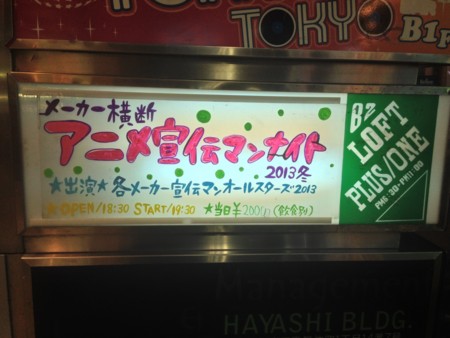 TOKYO
B1F
メーカー横断
アニメ宣伝マンナイト
2013冬
★出演★ 各メーカー宣伝マンオールスターズ2013
OPEN/18:30 START/19:30 ★当日¥2000(飲食別)
B2
LOFT
PLUS/ONE
HAYASHI BLDG.